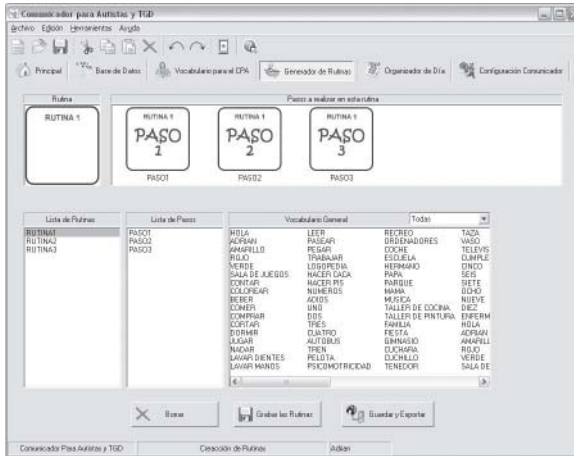 Comunicador para Autistas y TGD
Archivo Edición Herramientas Ayuda
Principal Base de Datos Vocabulario para el CPA Generador de Rutinas Organizador de Día Configuración Comunicador
Rutina Pasos a realizar en esta rutina
RUTINA 1 RUTINA 1 RUTINA 1 RUTINA 1
PASO 1 PASO 2 PASO 3
PASO1 PASO2 PASO3
Lista de Rutinas Lista de Pasos Vocabulario General Todas
RUTINA1 PASO1 HOLA LEER RECREO TAZA
RUTINA2 PASO2 ADRIAN PASEAR ORDENADORES VASO
RUTINA3 PASO3 AMARILLO PEGAR COCHE TELEVIS
ROJO TRABAJAR ESCUELA CUMPLE
VERDE LOGOPEDIA HERMANO CINCO
SALA DE JUEGOS HACER CACA PAPA SEIS
CONTAR HACER PIS PARQUE SIETE
COLOREAR NUMEROS MAMA OCHO
BEBER ADIOS MUSICA NUEVE
COMER UNO TALLER DE COCINA DIEZ
COMPRAR DOS TALLER DE PINTURA ENFERM
CORTAR TRES FAMILIA HOLA
DORMIR CUATRO FIESTA ADRIAN
JUGAR AUTOBUS GIMNASIO AMARILL
NADAR TREN CUCHARA ROJO
LAVAR DIENTES PELOTA CUCHILLO VERDE
LAVAR MANOS PSICOMOTRICIDAD TENEDOR SALA DE
Borrar Grabar las Rutinas Guardar y Exportar
Comunicador Para Autistas y TGD Creacción de Rutinas Adrian